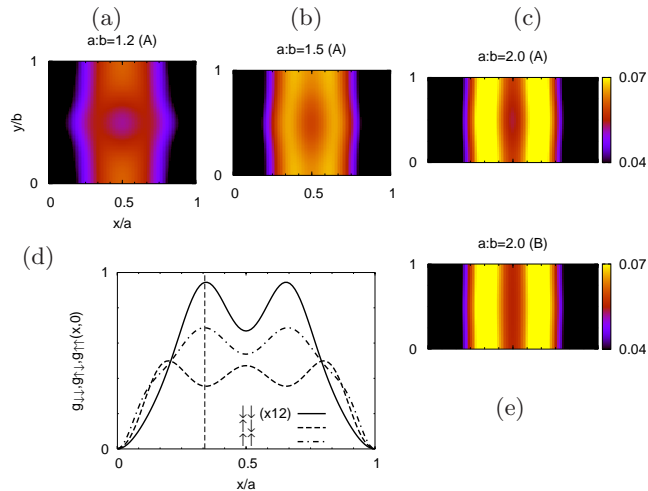 (a)
(b)
(c)
a:b=1.2 (A)
a:b=1.5 (A)
a:b=2.0 (A)
1
y/b
0
0
0.5
1
x/a
1
0
0
0.5
1
1
0
0.07
0.04
a:b=2.0 (B)
0.07
0.04
(d)
1
0
g↓↓,g↑↓,g↑↑(x,0)
↓↓ (x12)
↑↓
↑↑
0
0.5
1
x/a
(e)